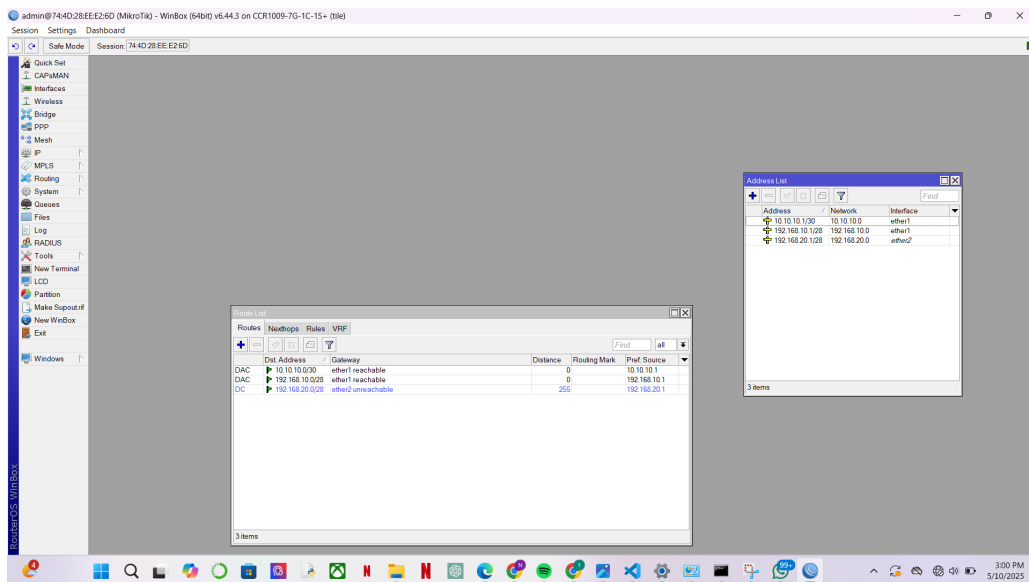 admin@74:4D:28:EE:E2:6D (MikroTik) - WinBox (64bit) v6.44.3 on CCR1009-7G-1C-1S+ (tile)
Session Settings Dashboard
Safe Mode Session: 74:4D:28:EE:E2:6D
Quick Set
CAPsMAN
Interfaces
Wireless
Bridge
PPP
Mesh
IP
MPLS
Routing
System
Queues
Files
Log
RADIUS
Tools
New Terminal
LCD
Partition
Make Supout.rif
New WinBox
Exit
Windows
RouterOS WinBox
Address List
Find
Address Network Interface
10.10.10.1/30 10.10.10.0 ether1
192.168.10.1/28 192.168.10.0 ether1
192.168.20.1/28 192.168.20.0 ether2
3 items
Route List
Routes Nexthops Rules VRF
Find all
Dst. Address Gateway Distance Routing Mark Pref. Source
DAC 10.10.10.0/30 ether1 reachable 0 10.10.10.1
DAC 192.168.10.0/28 ether1 reachable 0 192.168.10.1
DC 192.168.20.0/28 ether2 unreachable 255 192.168.20.1
3 items
4
99+
3:00 PM
5/10/2025